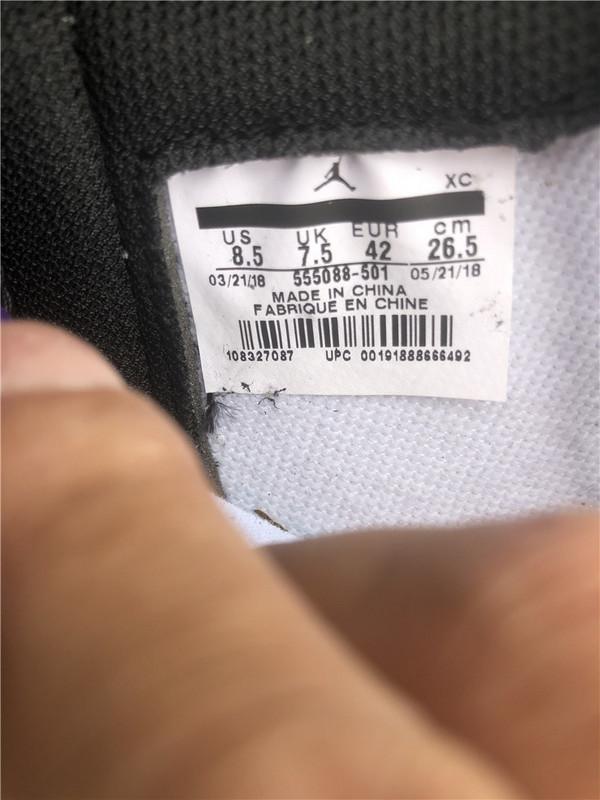 XC
US UK EUR cm
8.5 7.5 42 26.5
03/21/18 555088-501 05/21/18
MADE IN CHINA
FABRIQUE EN CHINE
108327087 UPC 00191888666492